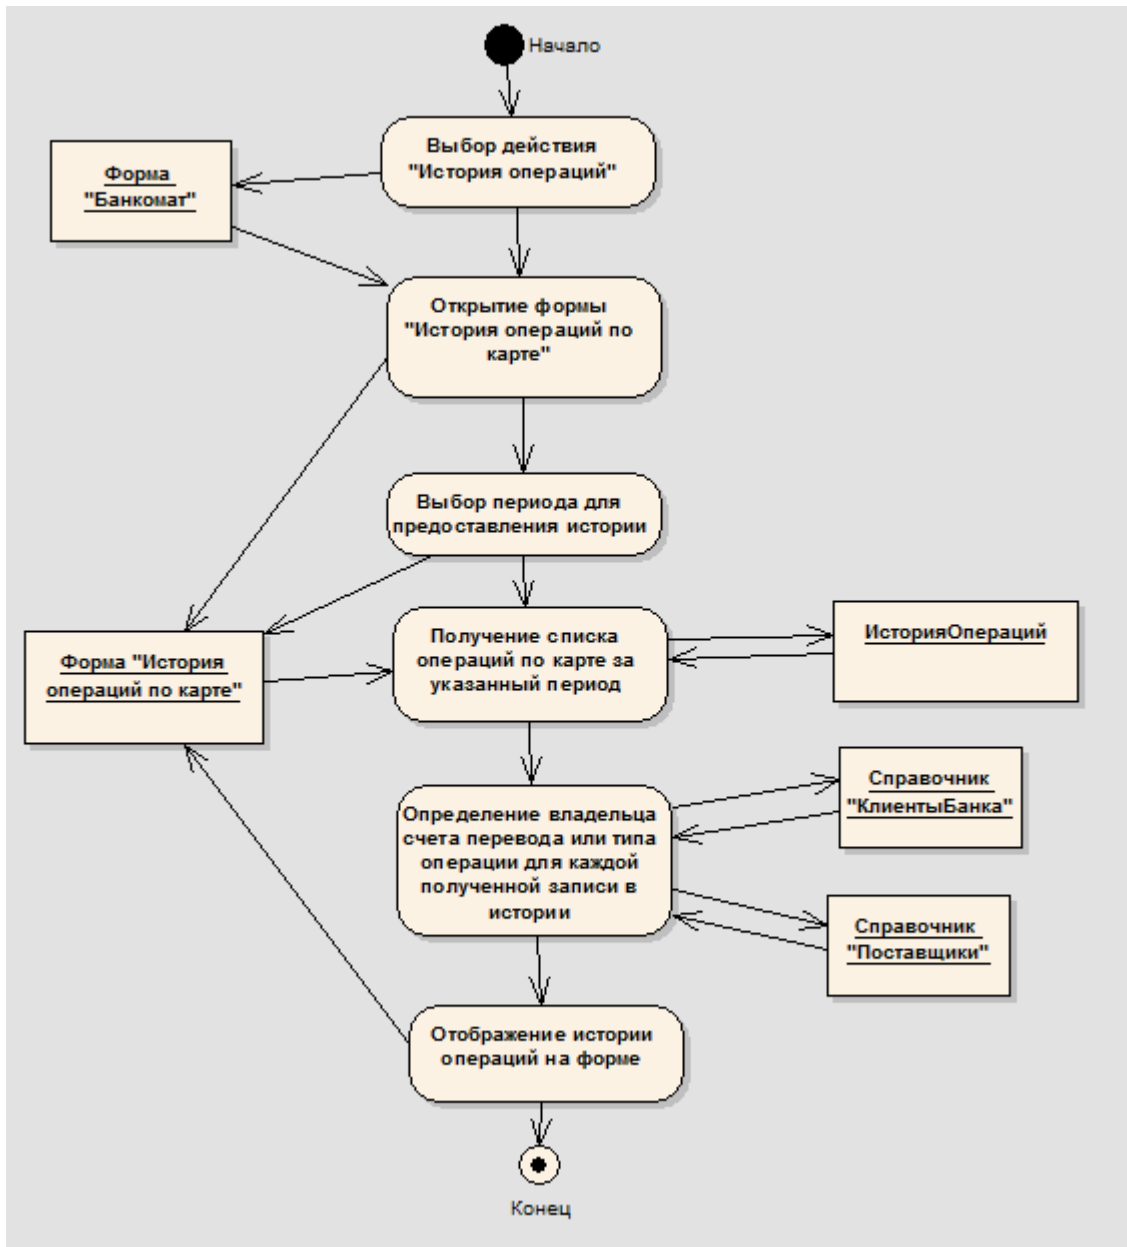 Начало
Выбор действия
"История операций"
Форма
"Банкомат"
Открытие формы
"История операций по
карте"
Выбор периода для
предоставления истории
Получение списка
операций по карте за
указанный период
ИсторияОпераций
Форма "История
операций по карте"
Определение владельца
счета перевода или типа
операции для каждой
полученной записи в
истории
Справочник
"КлиентыБанка"
Справочник
"Поставщики"
Отображение истории
операций на форме
Конец